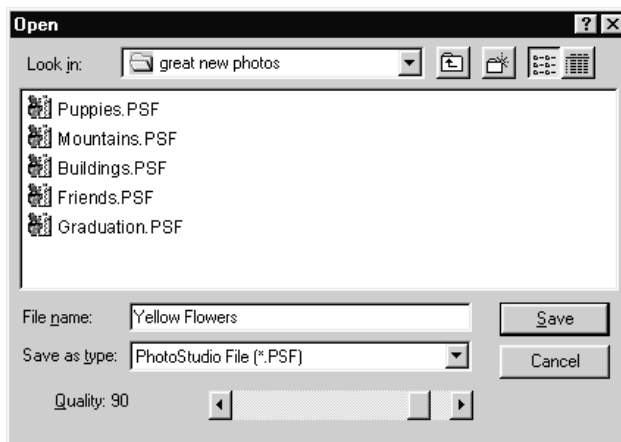 Open
Look in: great new photos
Puppies.PSF
Mountains.PSF
Buildings.PSF
Friends.PSF
Graduation.PSF
File name: Yellow Flowers Save
Save as type: PhotoStudio File (*.PSF) Cancel
Quality: 90